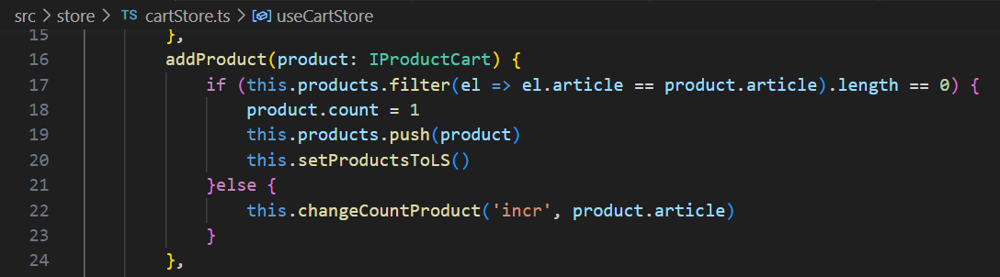 src > store > TS cartStore.ts > useCartStore
15 },
16 addProduct(product: IProductCart) {
17 if (this.products.filter(el => el.article == product.article).length == 0) {
18 product.count = 1
19 this.products.push(product)
20 this.setProductsToLS()
21 }else {
22 this.changeCountProduct('incr', product.article)
23 }
24 },